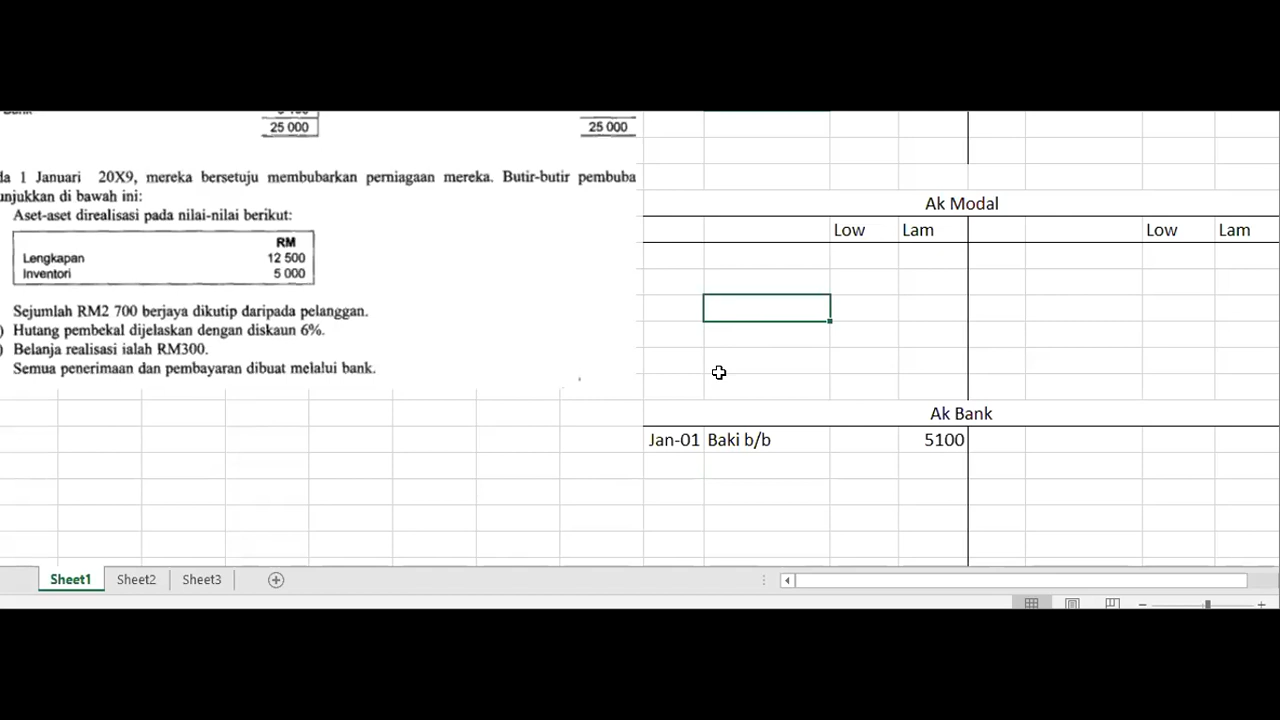 25 000 25 000
da 1 Januari 20X9, mereka bersetuju membubarkan perniagaan mereka. Butir-butir pembuba
unjukkan di bawah ini:
Aset-aset direalisasi pada nilai-nilai berikut:
RM
Lengkapan 12 500
Inventori 5 000
Sejumlah RM2 700 berjaya dikutip daripada pelanggan.
) Hutang pembekal dijelaskan dengan diskaun 6%.
) Belanja realisasi ialah RM300.
Semua penerimaan dan pembayaran dibuat melalui bank.
Ak Modal
Low Lam Low Lam
Ak Bank
Jan-01 Baki b/b 5100
Sheet1 Sheet2 Sheet3